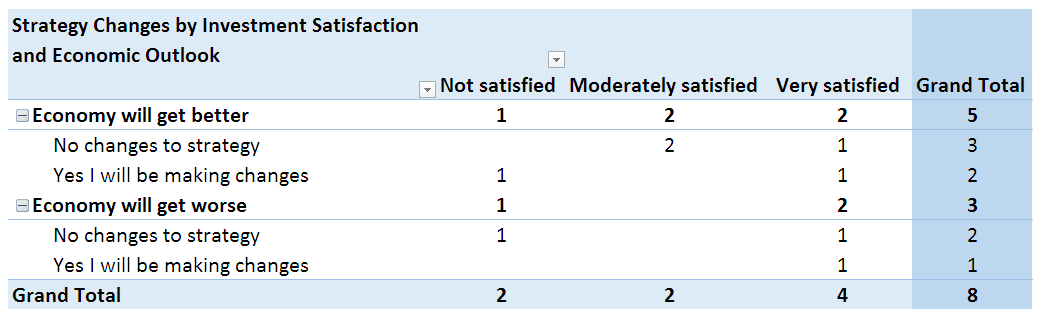 Strategy Changes by Investment Satisfaction
and Economic Outlook
Not satisfied Moderately satisfied Very satisfied Grand Total
Economy will get better 1 2 2 5
No changes to strategy 2 1 3
Yes I will be making changes 1 1 2
Economy will get worse 1 2 3
No changes to strategy 1 1 2
Yes I will be making changes 1 1
Grand Total 2 2 4 8